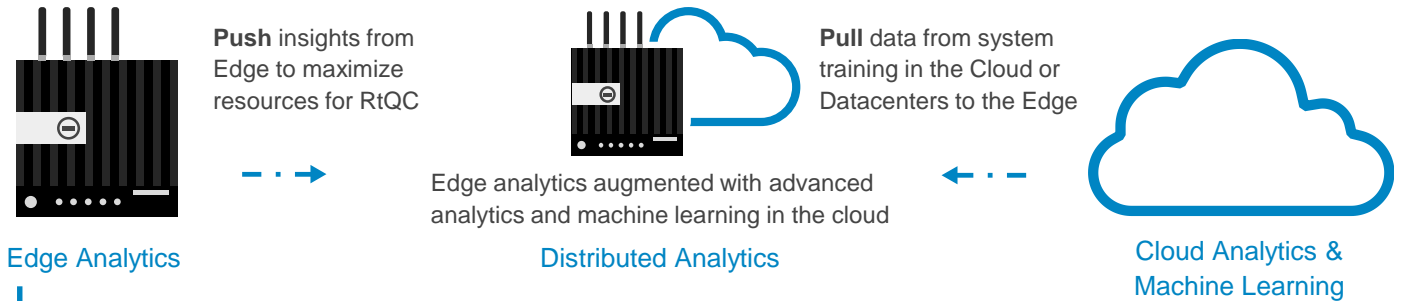 Push insights from
Edge to maximize
resources for RtQC
Pull data from system
training in the Cloud or
Datacenters to the Edge
Edge analytics augmented with advanced
analytics and machine learning in the cloud
Edge Analytics
Distributed Analytics
Cloud Analytics &
Machine Learning